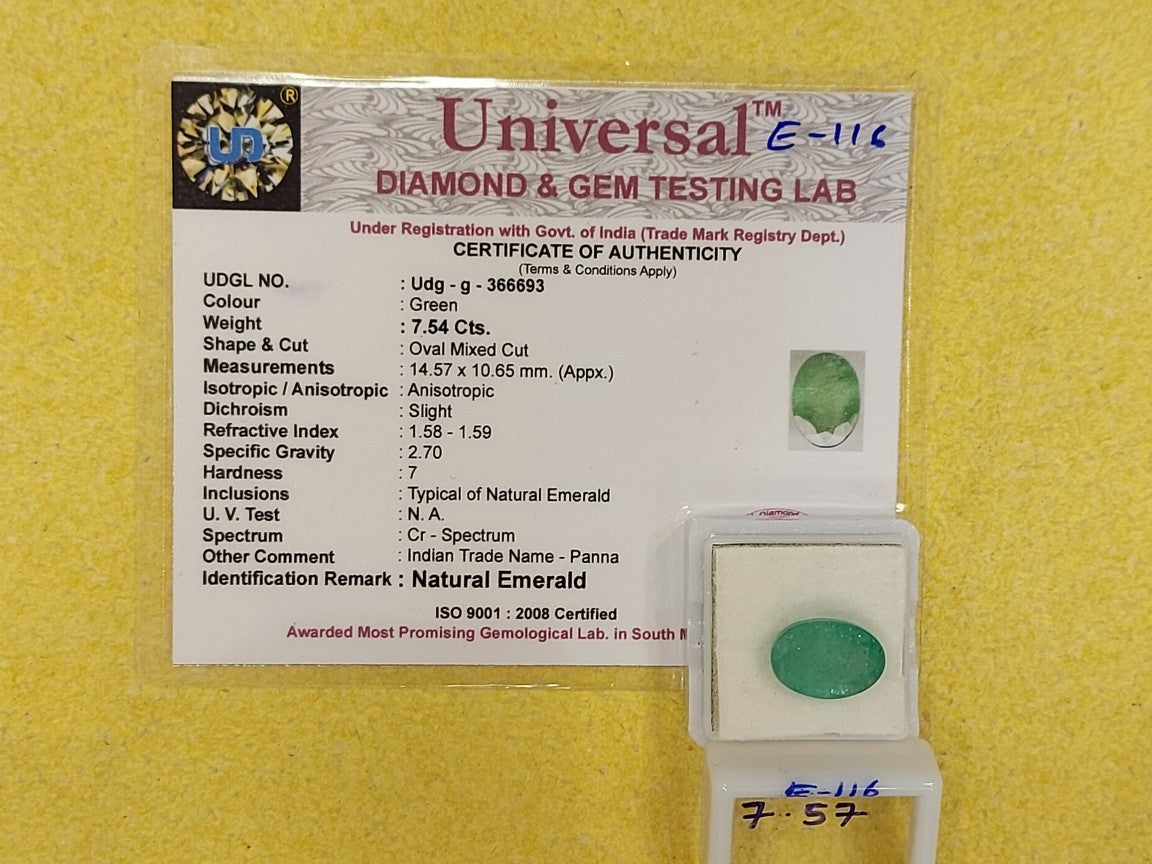 UD ®
Universal™ E-116
DIAMOND & GEM TESTING LAB
Under Registration with Govt. of India (Trade Mark Registry Dept.)
CERTIFICATE OF AUTHENTICITY
(Terms & Conditions Apply)
UDGL NO. : Udg - g - 366693
Colour : Green
Weight : 7.54 Cts.
Shape & Cut : Oval Mixed Cut
Measurements : 14.57 x 10.65 mm. (Appx.)
Isotropic / Anisotropic : Anisotropic
Dichroism : Slight
Refractive Index : 1.58 - 1.59
Specific Gravity : 2.70
Hardness : 7
Inclusions : Typical of Natural Emerald
U. V. Test : N. A.
Spectrum : Cr - Spectrum
Other Comment : Indian Trade Name - Panna
Identification Remark : Natural Emerald
Diamond
ISO 9001 : 2008 Certified
Awarded Most Promising Gemological Lab. in South
E-116
7.57